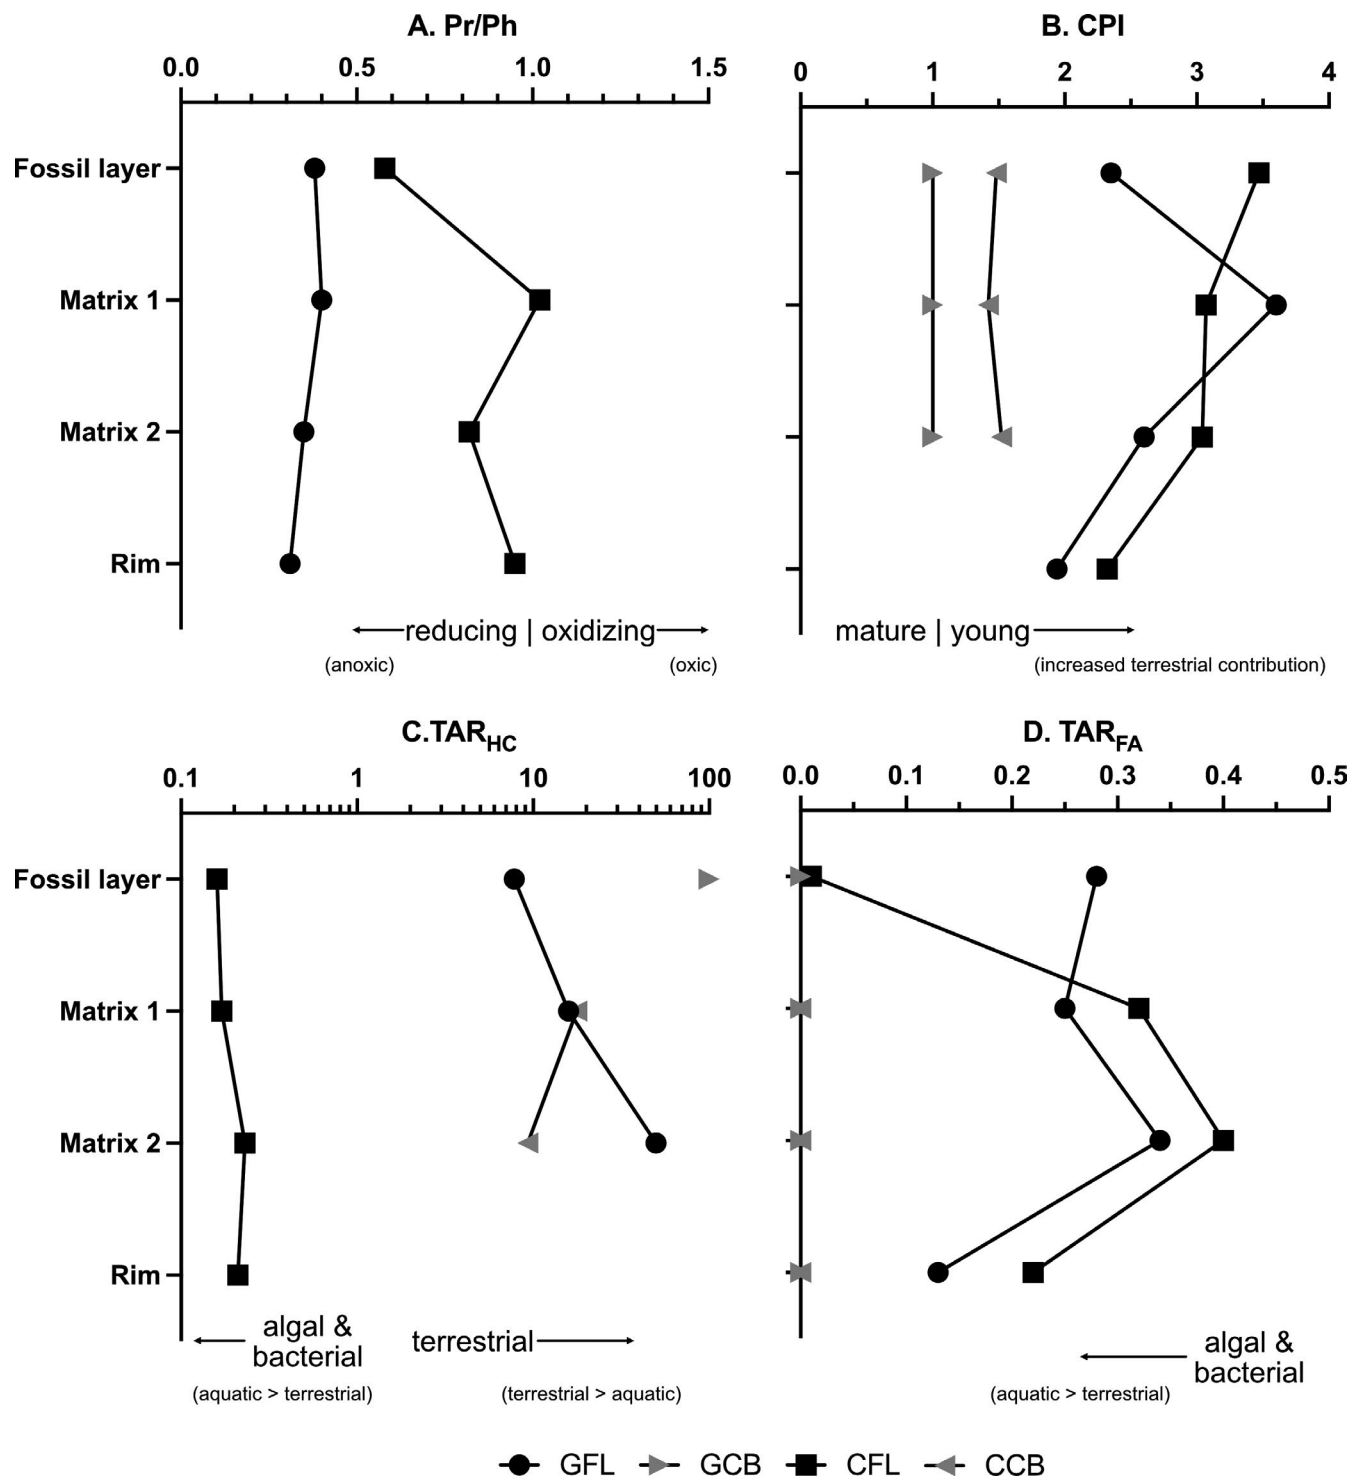 A. Pr/Ph
0.0 0.5 1.0 1.5
Fossil layer
Matrix 1
Matrix 2
Rim
reducing | oxidizing
(anoxic) (oxic)
B. CPI
0 1 2 3 4
mature | young
(increased terrestrial contribution)
C.TARHC
0.1 1 10 100
Fossil layer
Matrix 1
Matrix 2
Rim
algal &
bacterial
(aquatic > terrestrial)
terrestrial
(terrestrial > aquatic)
D. TARFA
0.0 0.1 0.2 0.3 0.4 0.5
algal &
bacterial
(aquatic > terrestrial)
GFL GCB CFL CCB